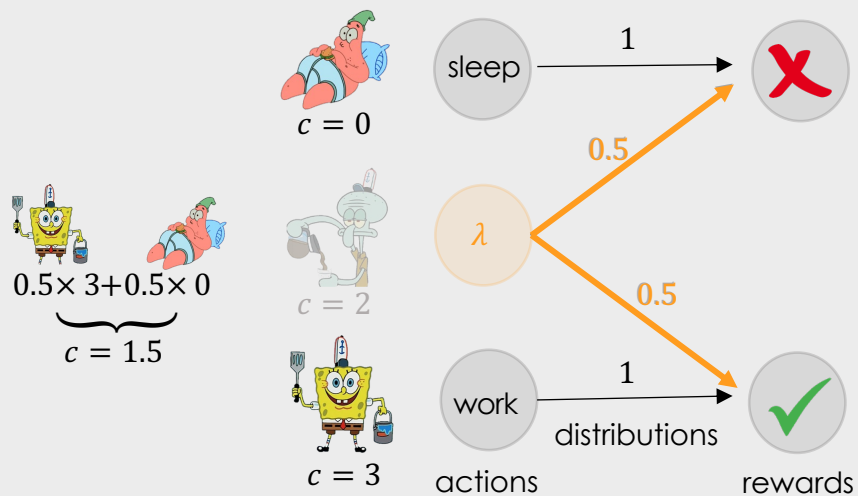 1
sleep
c = 0
0.5
λ
0.5× 3+0.5× 0
c = 2
0.5
c = 1.5
1
work
distributions
c = 3
actions
rewards